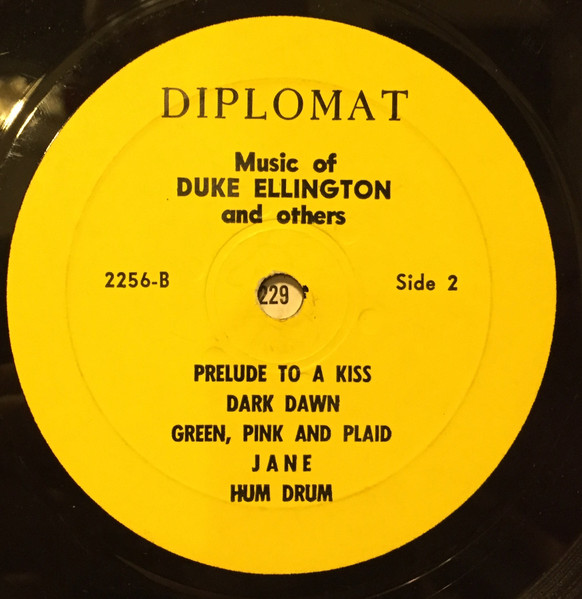 DIPLOMAT
Music of
DUKE ELLINGTON
and others
2256-B
Side 2
229
PRELUDE TO A KISS
DARK DAWN
GREEN, PINK AND PLAID
JANE
HUM DRUM